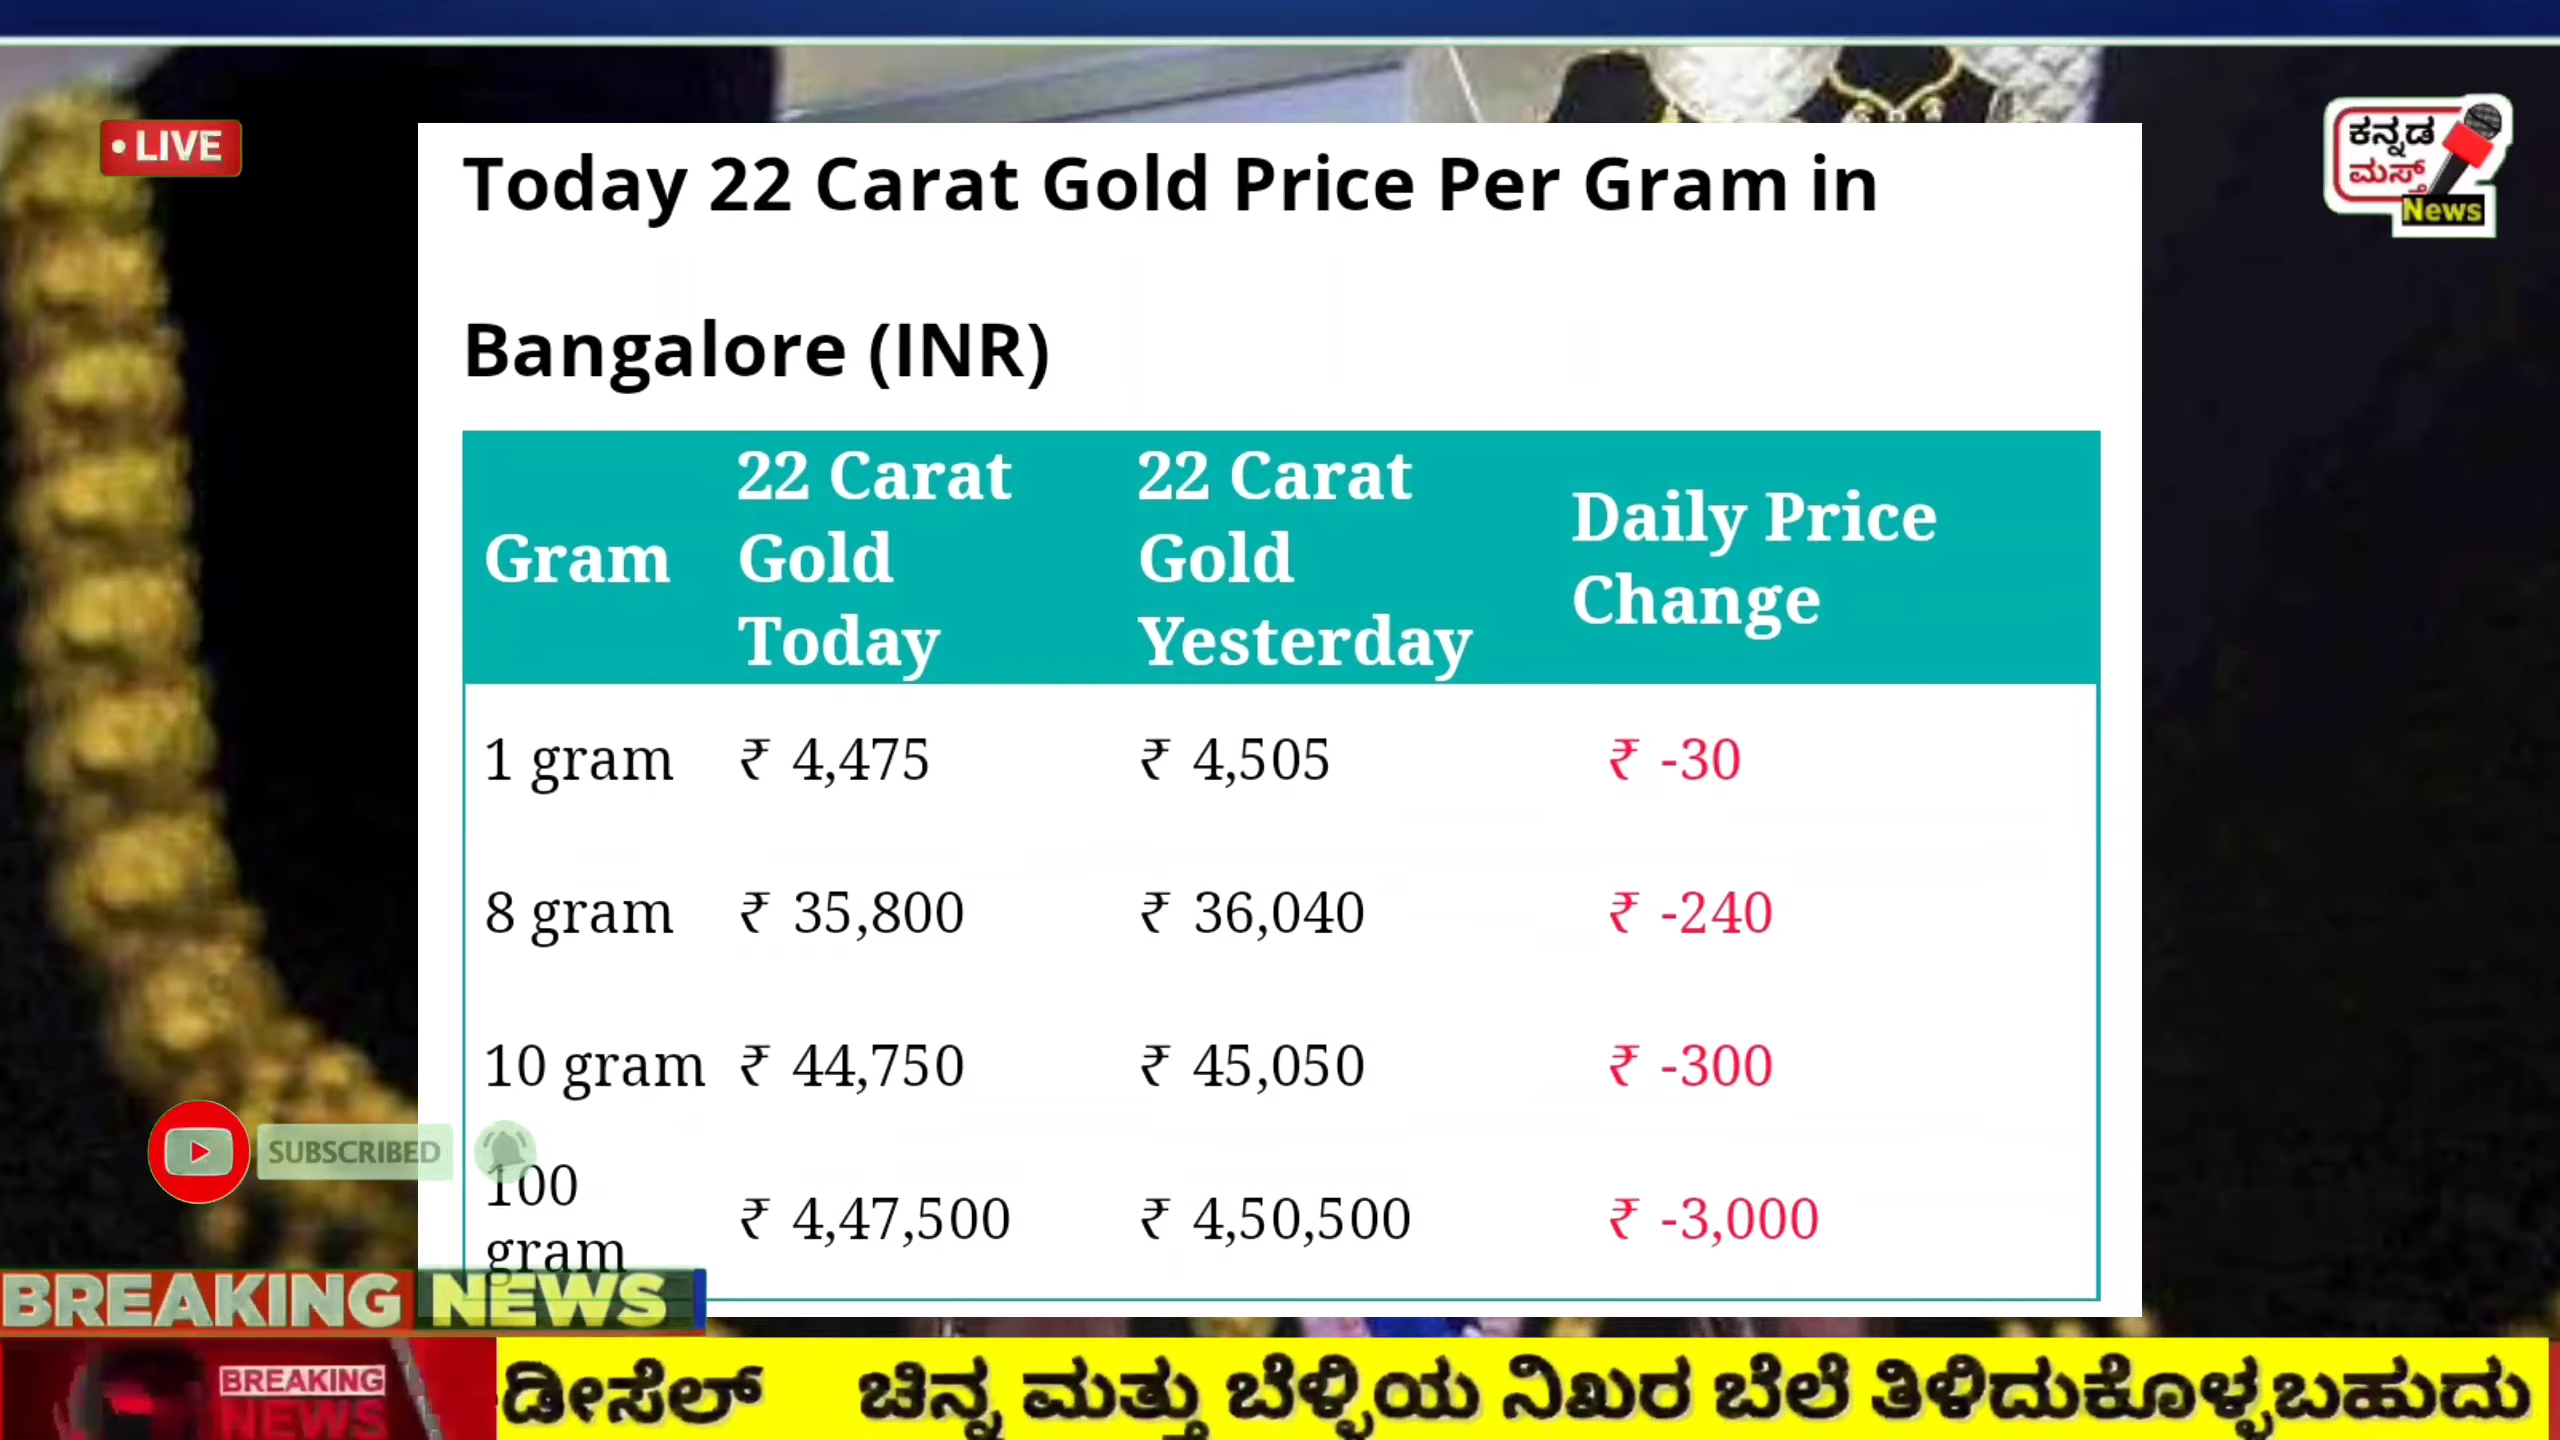 • LIVE
ಕನ್ನಡ
ಮಸ್ತ್
News
Today 22 Carat Gold Price Per Gram in
Bangalore (INR)
Gram 22 Carat Gold Today 22 Carat Gold Yesterday Daily Price Change
1 gram ₹ 4,475 ₹ 4,505 ₹ -30
8 gram ₹ 35,800 ₹ 36,040 ₹ -240
10 gram ₹ 44,750 ₹ 45,050 ₹ -300
100 gram ₹ 4,47,500 ₹ 4,50,500 ₹ -3,000
SUBSCRIBED
BREAKING NEWS
BREAKING
NEWS
ಡೀಸೆಲ್ ಚಿನ್ನ ಮತ್ತು ಬೆಳ್ಳಿಯ ನಿಖರ ಬೆಲೆ ತಿಳಿದುಕೊಳ್ಳಬಹುದು